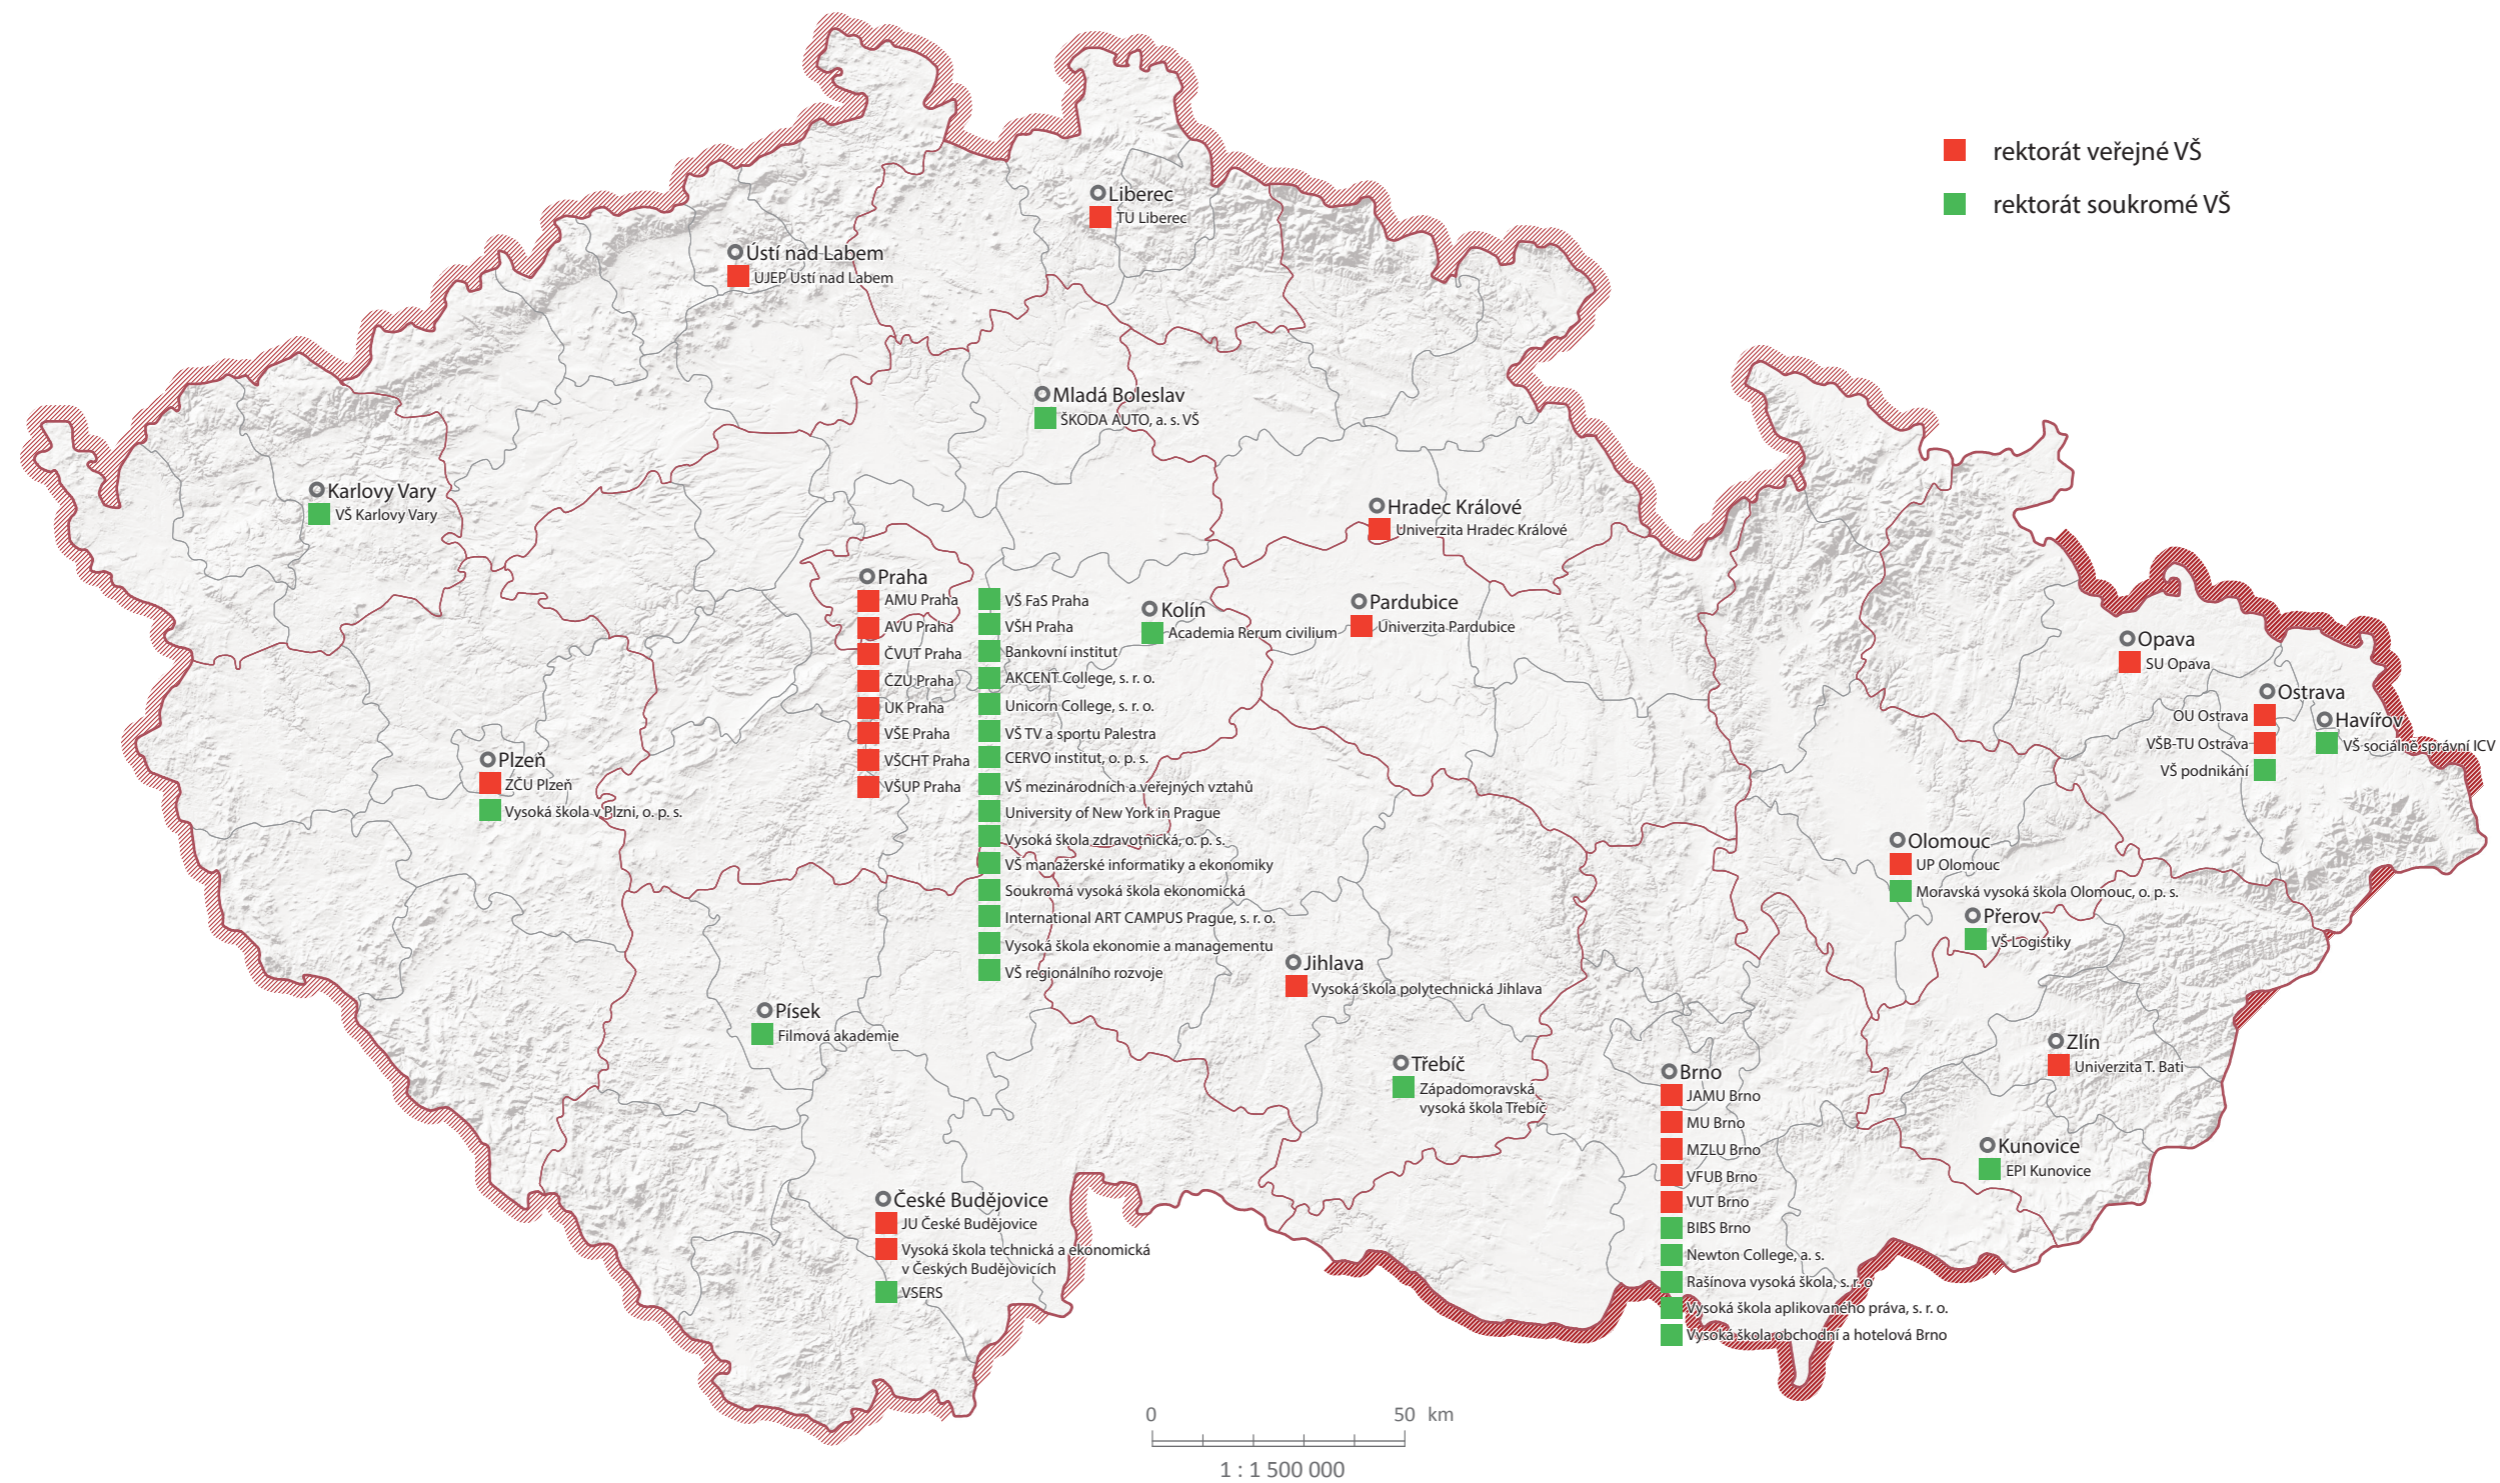 rektorát veřejné VŠ
rektorát soukromé VŠ
Liberec
TU Liberec
Ústí nad Labem
UJEP Ústí nad Labem
Mladá Boleslav
ŠKODA AUTO, a. s. VŠ
Karlovy Vary
VŠ Karlovy Vary
Hradec Králové
Univerzita Hradec Králové
Praha
AMU Praha
AVU Praha
ČVUT Praha
ČZU Praha
UK Praha
VŠE Praha
VŠCHT Praha
VŠUP Praha
VŠ FaS Praha
VŠH Praha
Bankovní institut
AKCENT College, s. r. o.
Unicorn College, s. r. o.
VŠ TV a sportu Palestra
CERVO institut, o. p. s.
VŠ mezinárodních a veřejných vztahů
University of New York in Prague
Vysoká škola zdravotnická, o. p. s.
VŠ manažerské informatiky a ekonomiky
Soukromá vysoká škola ekonomická
International ART CAMPUS Prague, s. r. o.
Vysoká škola ekonomie a managementu
VŠ regionálního rozvoje
Kolín
Academia Rerum civilium
Pardubice
Univerzita Pardubice
Opava
SU Opava
Ostrava
OU Ostrava
VŠB-TU Ostrava
VŠ podnikání
Havířov
VŠ sociálně správní ICV
Plzeň
ZČU Plzeň
Vysoká škola v Plzni, o. p. s.
Olomouc
UP Olomouc
Moravská vysoká škola Olomouc, o. p. s.
Přerov
VŠ Logistiky
Jihlava
Vysoká škola polytechnická Jihlava
Písek
Filmová akademie
Třebíč
Západomoravská
vysoká škola Třebíč
Zlín
Univerzita T. Bati
Brno
JAMU Brno
MU Brno
MZLU Brno
VFUB Brno
VUT Brno
BIBS Brno
Newton College, a. s.
Rašínova vysoká škola, s. r. o
Vysoká škola aplikovaného práva, s. r. o.
Vysoká škola obchodní a hotelová Brno
Kunovice
EPI Kunovice
České Budějovice
JU České Budějovice
Vysoká škola technická a ekonomická
v Českých Budějovicích
VSERS
0 50 km
1 : 1 500 000